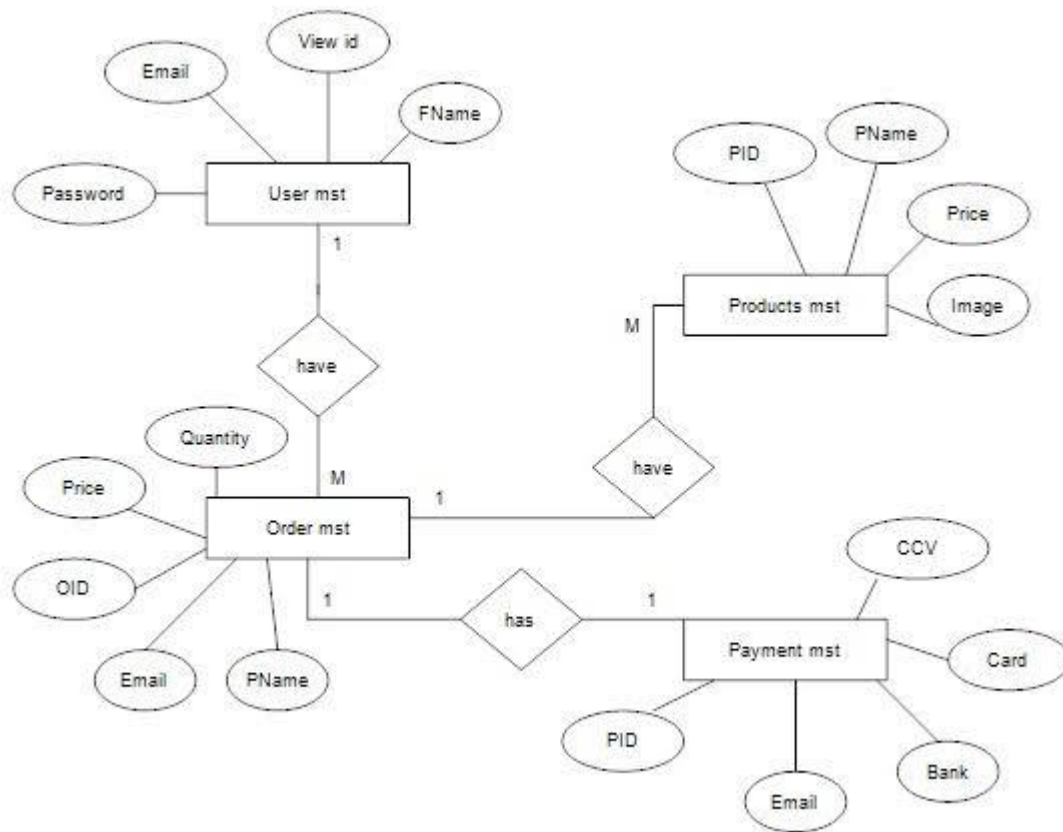 View id
Email
FName
Password
User mst
1
have
M
PID
PName
Price
Image
Products mst
M
have
1
Quantity
Price
OID
Email
PName
Order mst
1
has
1
CCV
Card
Payment mst
PID
Email
Bank